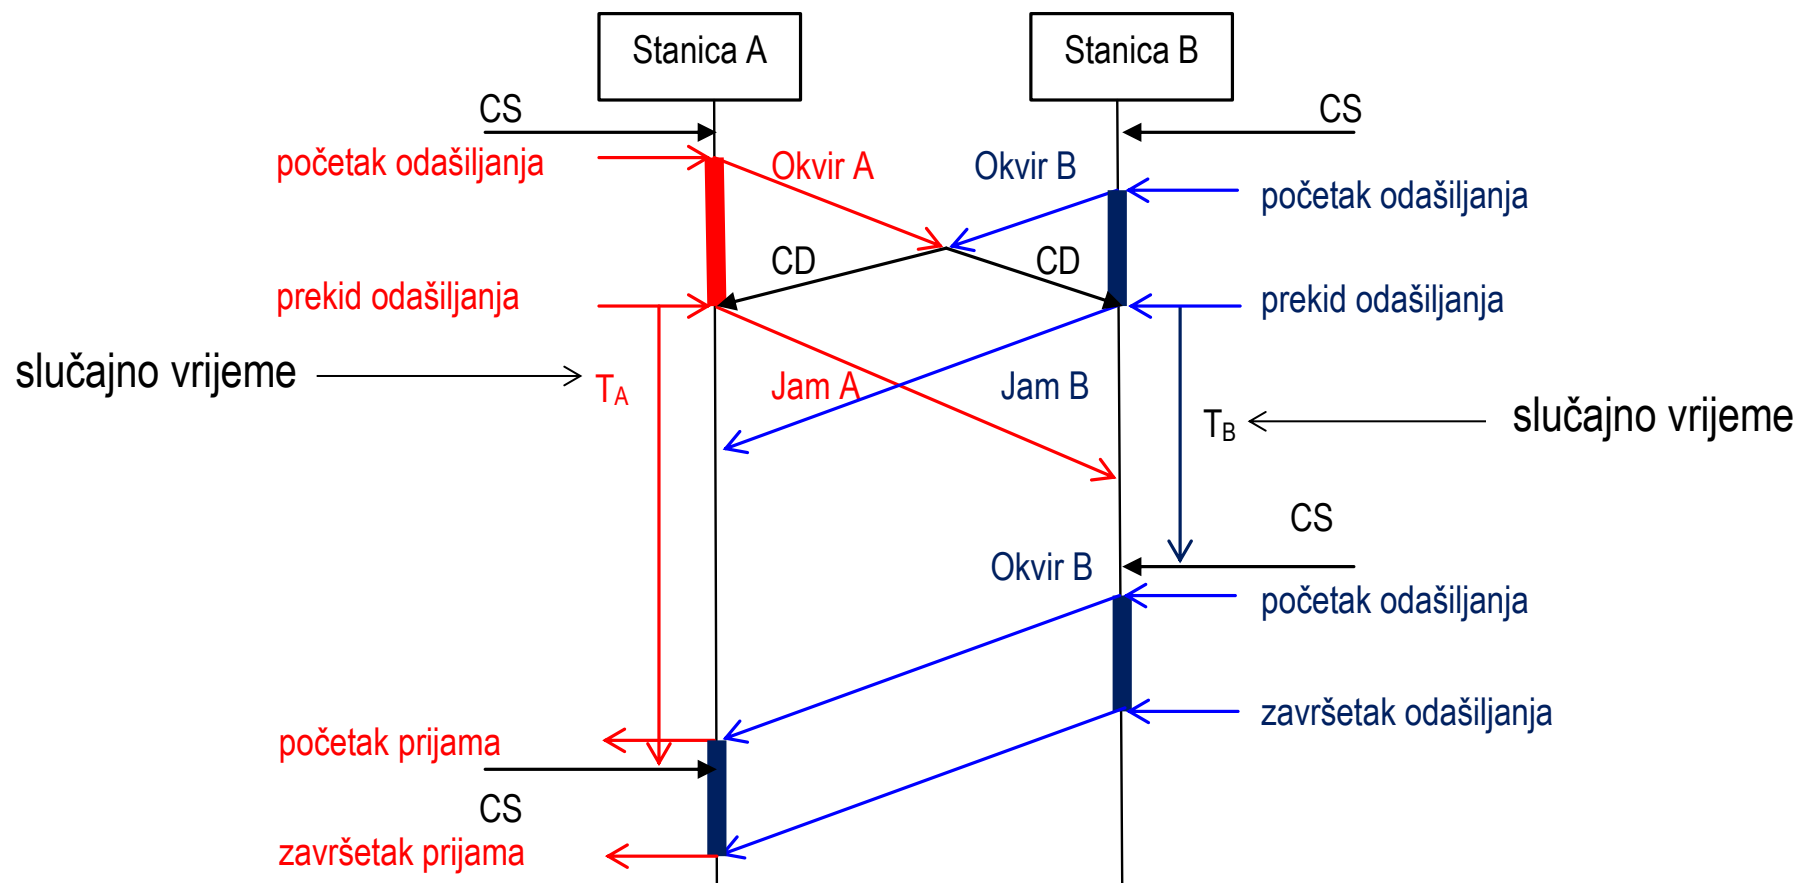 Stanica A
Stanica B
CS
CS
početak odašiljanja
Okvir A
Okvir B
početak odašiljanja
CD
CD
prekid odašiljanja
prekid odašiljanja
slučajno vrijeme
TA
Jam A
Jam B
TB
slučajno vrijeme
CS
Okvir B
početak odašiljanja
završetak odašiljanja
početak prijama
CS
završetak prijama